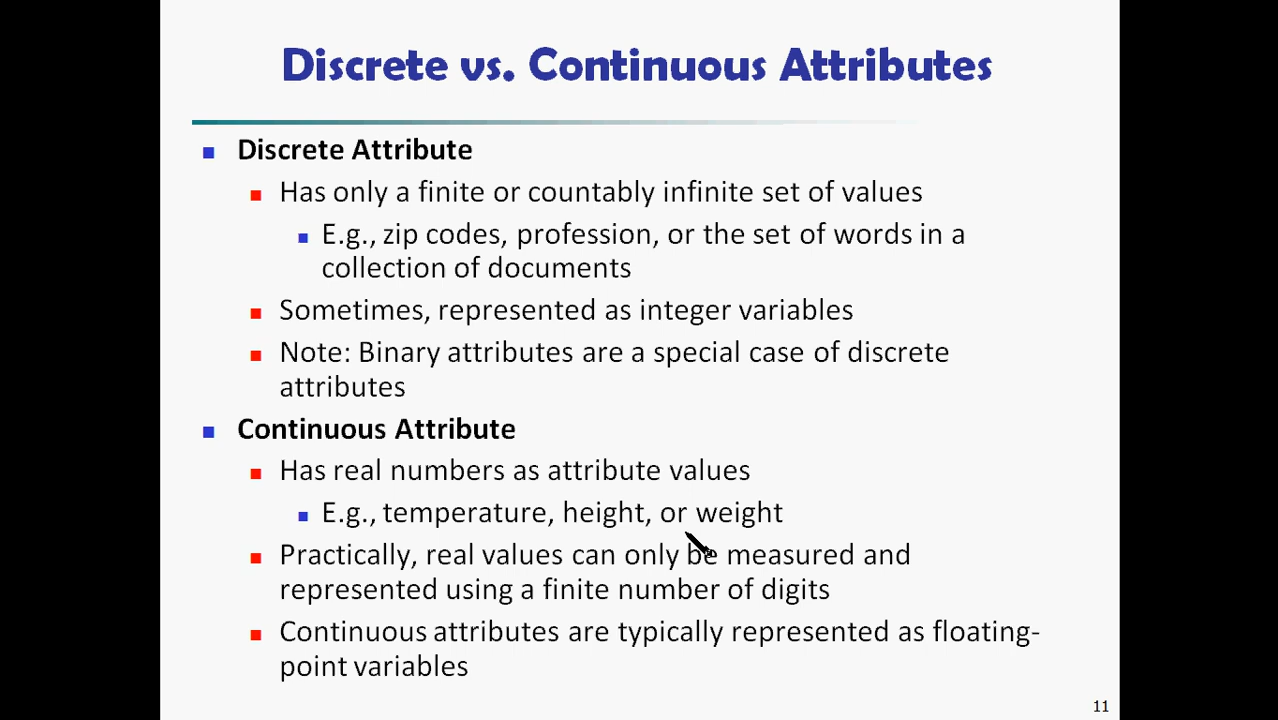 Discrete vs. Continuous Attributes
Discrete Attribute
Has only a finite or countably infinite set of values
E.g., zip codes, profession, or the set of words in a
collection of documents
Sometimes, represented as integer variables
Note: Binary attributes are a special case of discrete
attributes
Continuous Attribute
Has real numbers as attribute values
E.g., temperature, height, or weight
Practically, real values can only be measured and
represented using a finite number of digits
Continuous attributes are typically represented as floating-
point variables
11